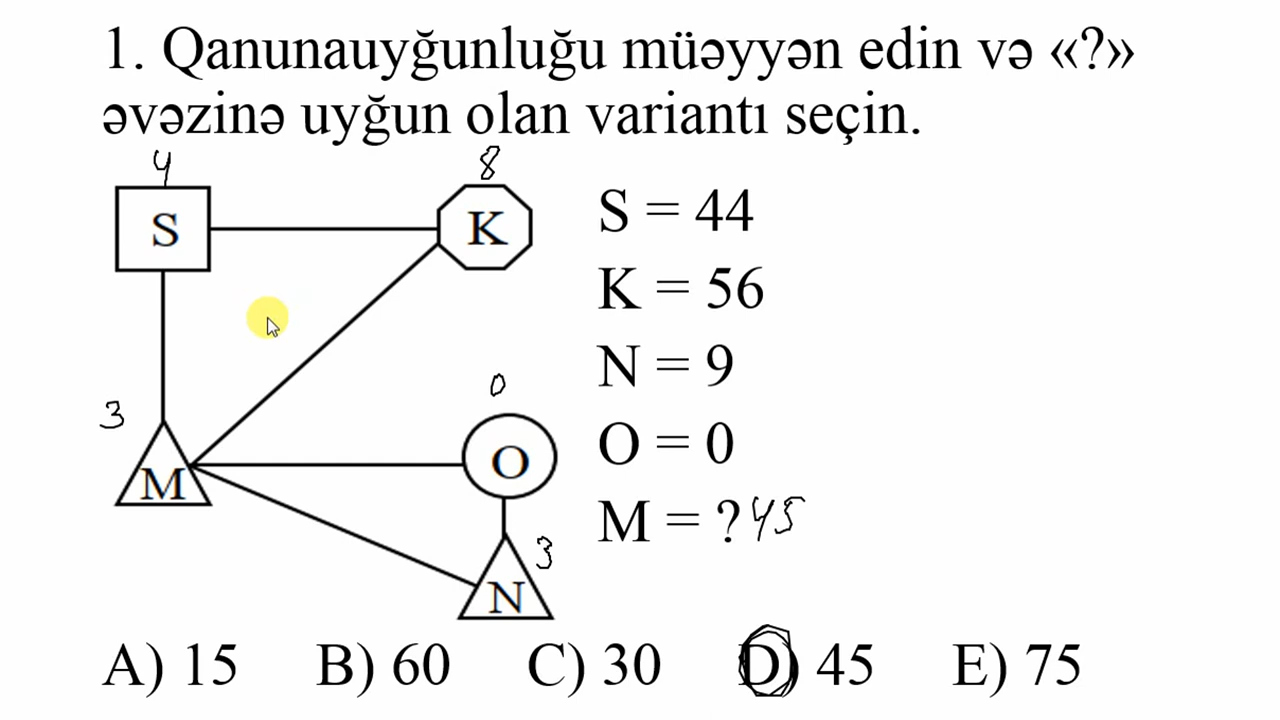 1. Qanunauyğunluğu müəyyən edin və «?»
əvəzinə uyğun olan variantı seçin.
4 8
S K S = 44
K = 56
N = 9
3 0
M O O = 0
M = ? 45
3
N
A) 15 B) 60 C) 30 D) 45 E) 75